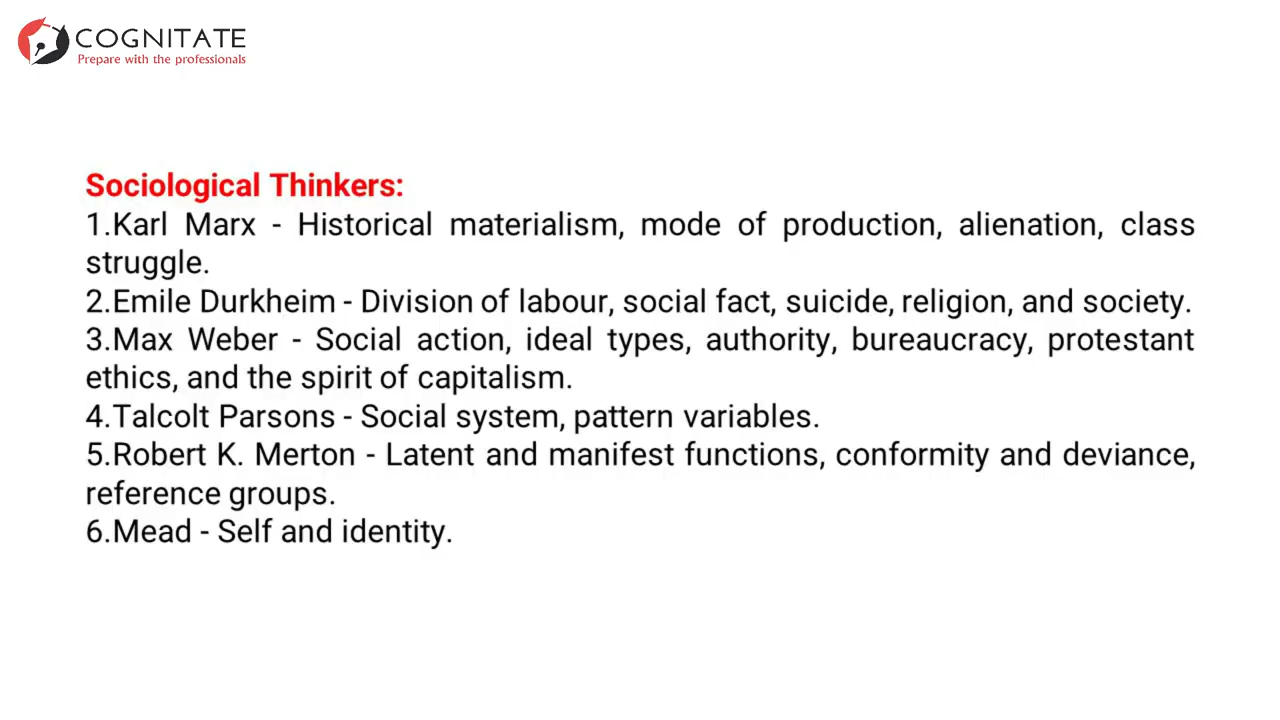 COGNITATE
Prepare with the professionals
Sociological Thinkers:
1.Karl Marx - Historical materialism, mode of production, alienation, class
struggle.
2.Emile Durkheim - Division of labour, social fact, suicide, religion, and society.
3.Max Weber - Social action, ideal types, authority, bureaucracy, protestant
ethics, and the spirit of capitalism.
4.Talcolt Parsons - Social system, pattern variables.
5.Robert K. Merton - Latent and manifest functions, conformity and deviance,
reference groups.
6.Mead - Self and identity.